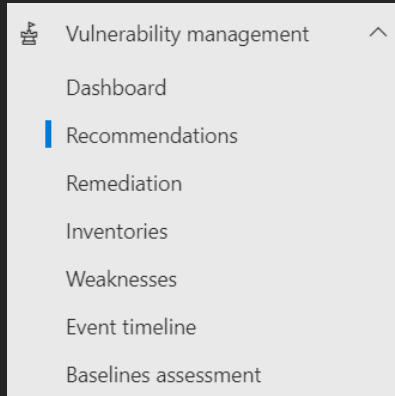 Vulnerability management
Dashboard
Recommendations
Remediation
Inventories
Weaknesses
Event timeline
Baselines assessment